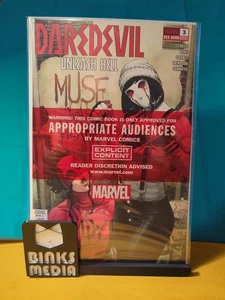 DAREDEVIL
UNLEASH HELL
3
MUSE
WARNING! THIS COMIC BOOK IS ONLY APPROVED FOR
APPROPRIATE AUDIENCES
BY MARVEL COMICS
EXPLICIT
CONTENT
READER DISCRETION ADVISED
www.marvel.com
MARVEL
BINKS
MEDIA